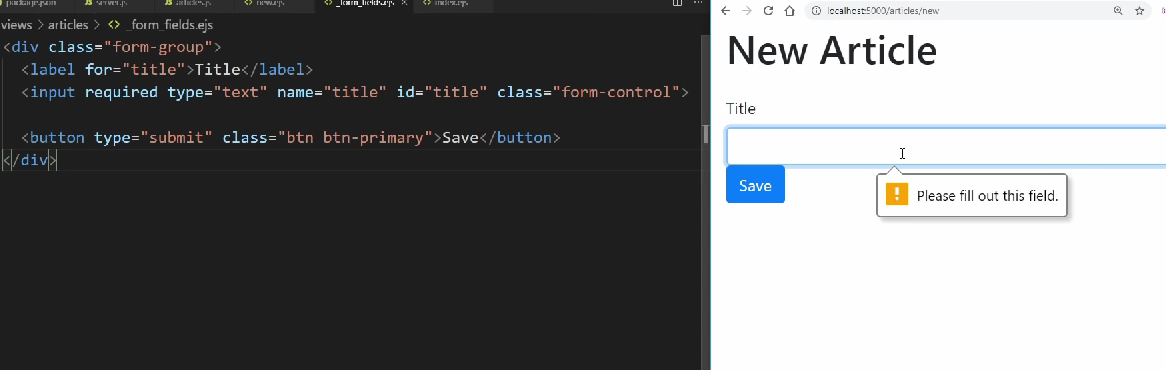 package.json server.js articles.js new.ejs _form_fields.ejs index.ejs
views > articles > <> _form_fields.ejs
<div class="form-group">
<label for="title">Title</label>
<input required type="text" name="title" id="title" class="form-control">
<button type="submit" class="btn btn-primary">Save</button>
</div>
localhost:5000/articles/new
New Article
Title
Save
Please fill out this field.